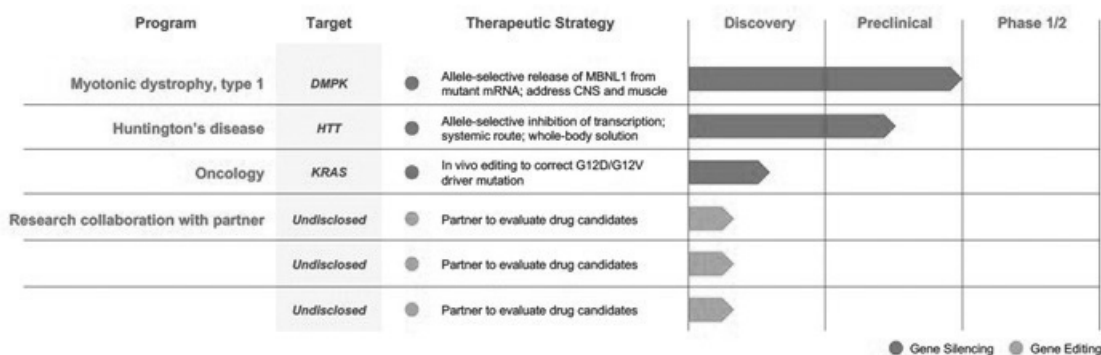 Program Target Therapeutic Strategy Discovery Preclinical Phase 1/2
Myotonic dystrophy, type 1 DMPK Allele-selective release of MBNL1 from
mutant mRNA; address CNS and muscle
Huntington's disease HTT Allele-selective inhibition of transcription;
systemic route; whole-body solution
Oncology KRAS In vivo editing to correct G12D/G12V
driver mutation
Research collaboration with partner Undisclosed Partner to evaluate drug candidates
Undisclosed Partner to evaluate drug candidates
Undisclosed Partner to evaluate drug candidates
Gene Silencing Gene Editing